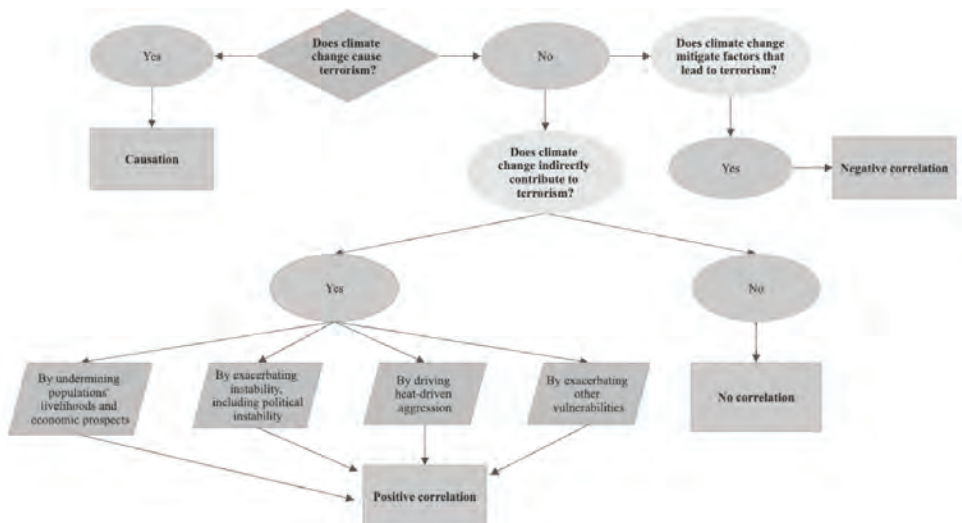 Does climate
change cause
terrorism?
Yes
No
Does climate change
mitigate factors that
lead to terrorism?
Causation
Does climate
change indirectly
contribute to
terrorism?
Yes
Negative correlation
Yes
No
By undermining
populations'
livelihoods and
economic prospects
By exacerbating
instability,
including political
instability
By driving
heat-driven
aggression
By exacerbating
other
vulnerabilities
No correlation
Positive correlation